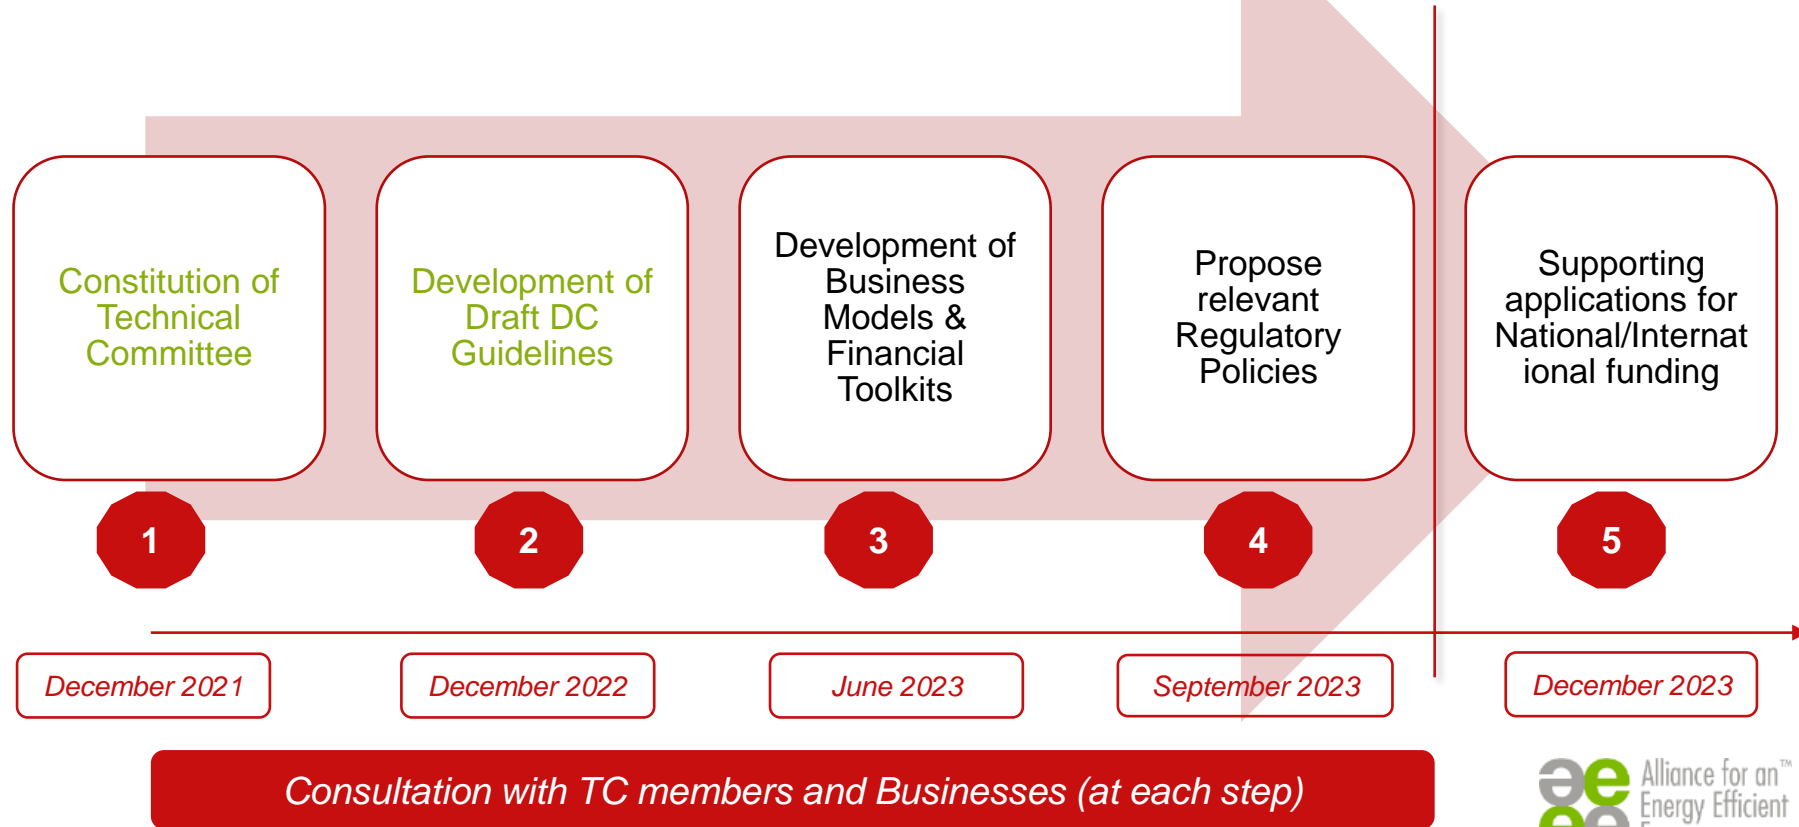 Constitution of
Technical
Committee
Development of
Draft DC
Guidelines
Development of
Business
Models &
Financial
Toolkits
Propose
relevant
Regulatory
Policies
Supporting
applications for
National/Internat
ional funding
1
2
3
4
5
December 2021
December 2022
June 2023
September 2023
December 2023
Consultation with TC members and Businesses (at each step)
Alliance for an™
Energy Efficient